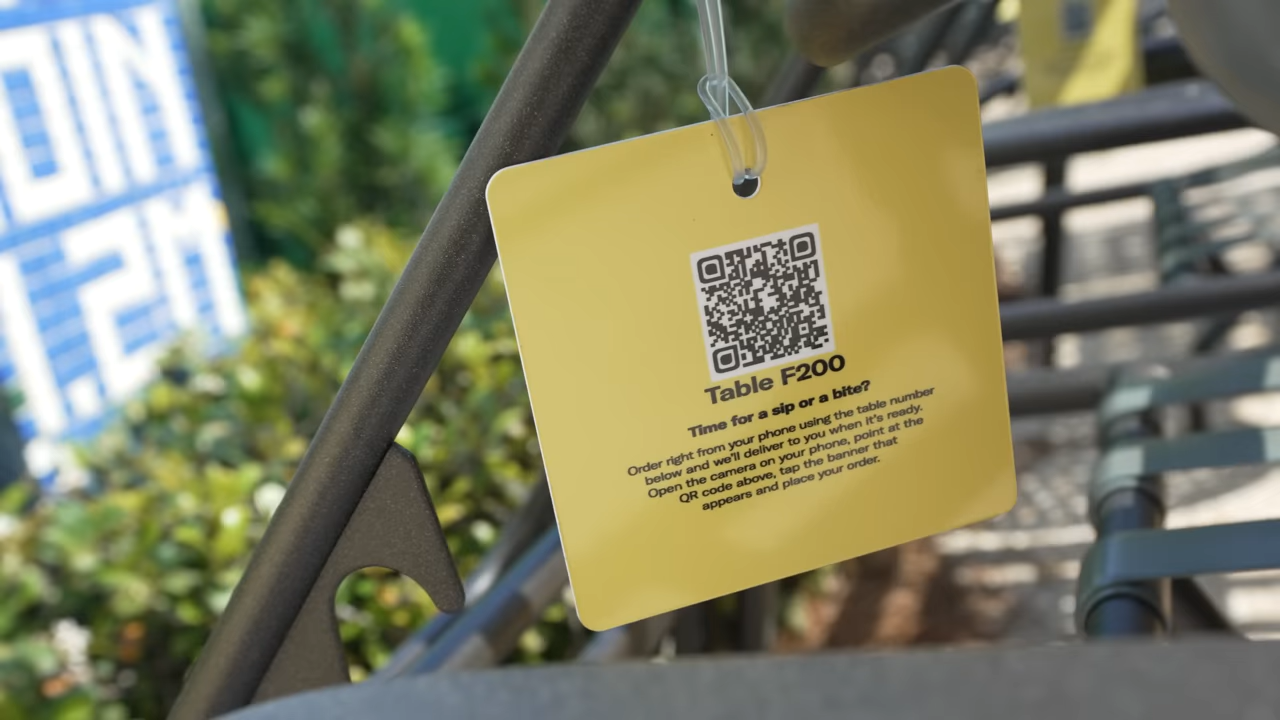 Table F200
Time for a sip or a bite?
Order right from your phone using the table number
below and we'll deliver to you when it's ready.
Open the camera on your phone, point at the
QR code above, tap the banner that
appears and place your order.